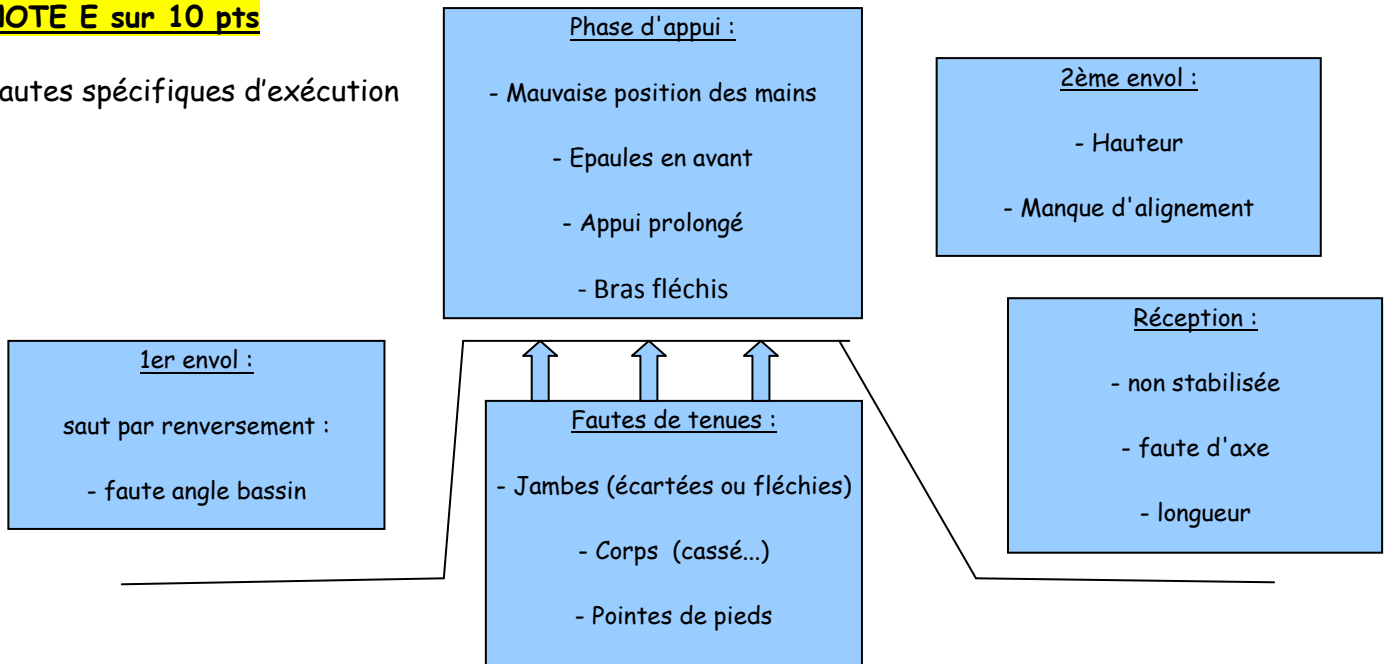 NOTE E sur 10 pts
autes spécifiques d'exécution
Phase d'appui :
- Mauvaise position des mains
- Epaules en avant
- Appui prolongé
- Bras fléchis
2ème envol :
- Hauteur
- Manque d'alignement
1er envol :
saut par renversement :
- faute angle bassin
Fautes de tenues :
- Jambes (écartées ou fléchies)
- Corps (cassé...)
- Pointes de pieds
Réception :
- non stabilisée
- faute d'axe
- longueur